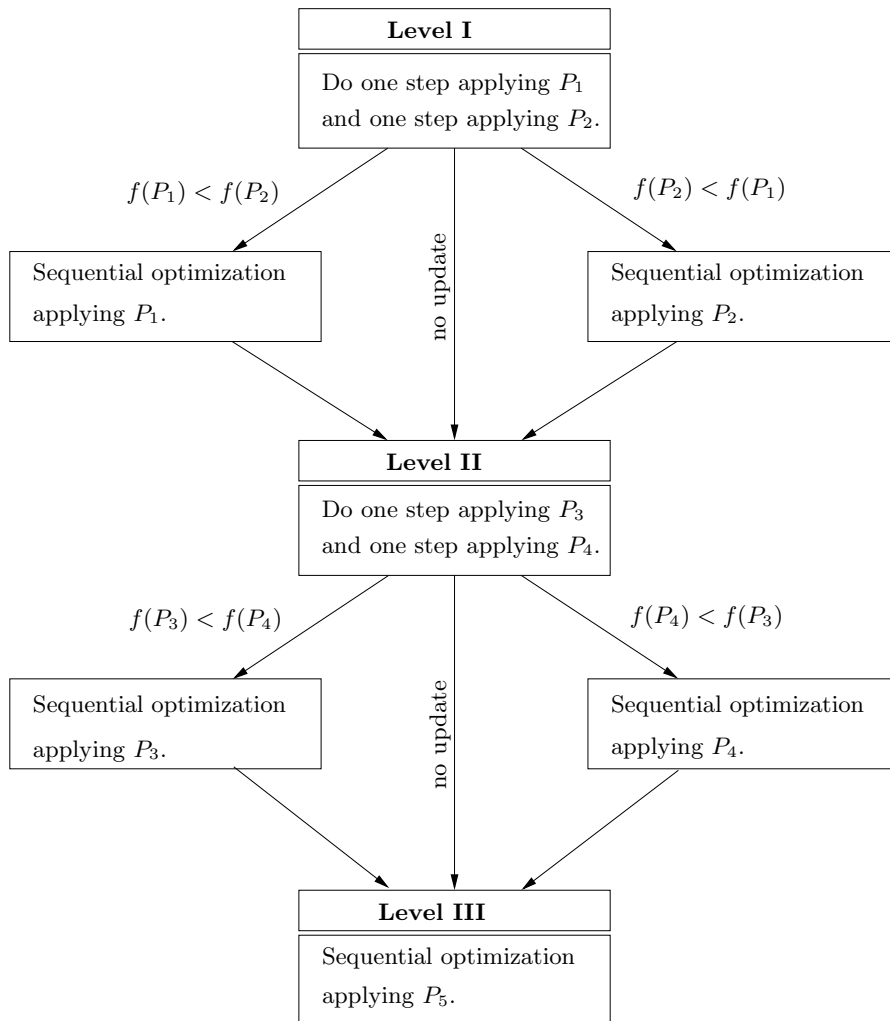 Level I
Do one step applying P₁
and one step applying P₂.
f(P₁) < f(P₂)
f(P₂) < f(P₁)
no update
Sequential optimization
applying P₁.
Sequential optimization
applying P₂.
Level II
Do one step applying P₃
and one step applying P₄.
f(P₃) < f(P₄)
f(P₄) < f(P₃)
no update
Sequential optimization
applying P₃.
Sequential optimization
applying P₄.
Level III
Sequential optimization
applying P₅.